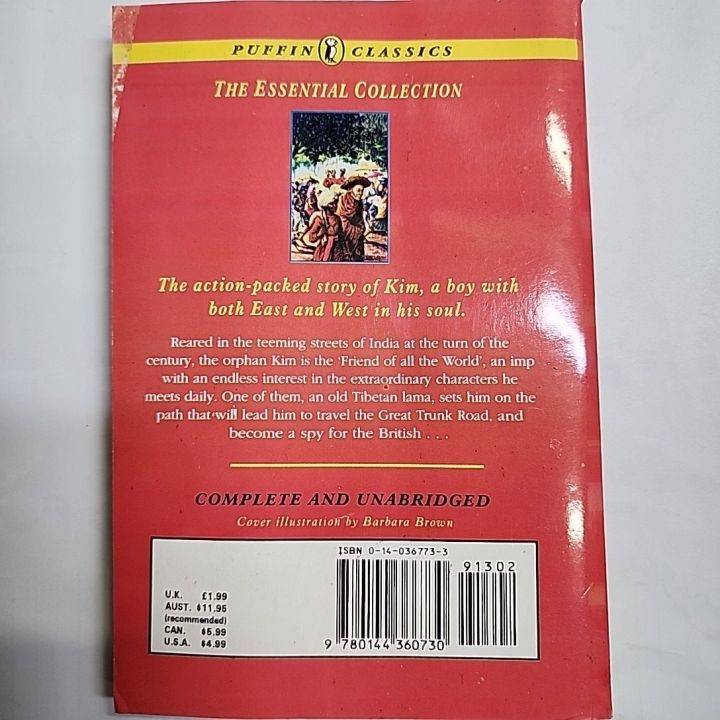 PUFFIN CLASSICS
THE ESSENTIAL COLLECTION
The action-packed story of Kim, a boy with
both East and West in his soul.
Reared in the teeming streets of India at the turn of the
century, the orphan Kim is the 'Friend of all the World', an imp
with an endless interest in the extraordinary characters he
meets daily. One of them, an old Tibetan lama, sets him on the
path that will lead him to travel the Great Trunk Road, and
become a spy for the British . . .
COMPLETE AND UNABRIDGED
Cover illustration by Barbara Brown
ISBN 0-14-036773-3
91302
U.K. £1.99
AUST. $11.95
(recommended)
CAN. $5.99
U.S.A. $4.99
9 780144 360730